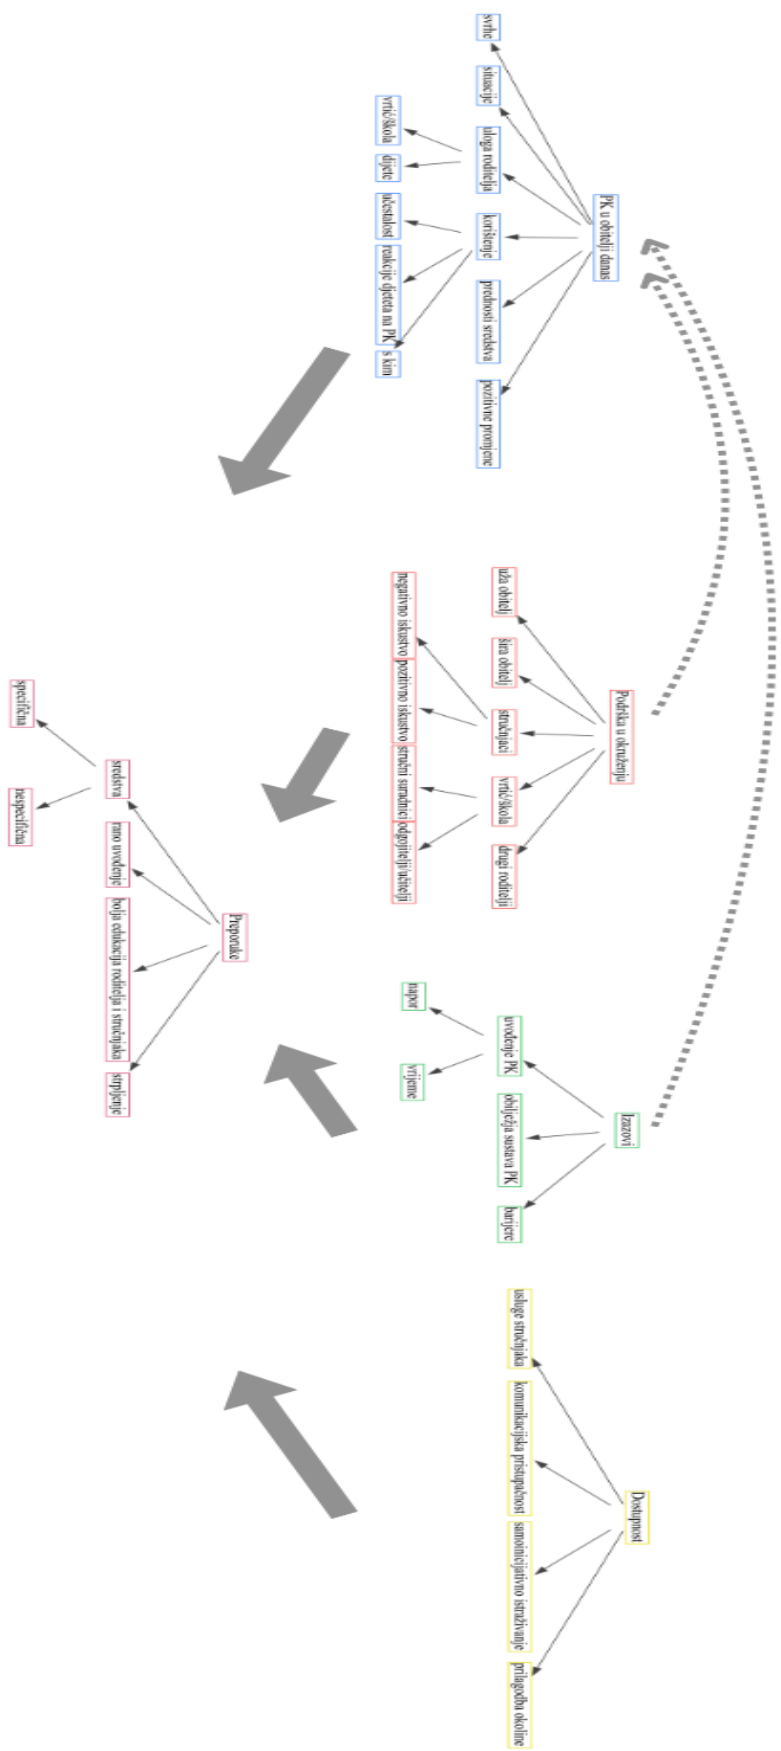 PK u obitelji danas
svrhe
situacije
uloga roditelja
korištenje
prednosti sredstva
pozitivne promjene
vrtić/škola
dijete
učestalost
reakcije djeteta na PK
s kim
Podrška u okruženju
uža obitelj
šira obitelj
stručnjaci
vrtić/škola
drugi roditelji
negativno iskustvo
pozitivno iskustvo
stručni suradnici
odgojitelji/učitelji
Izazovi
uvođenje PK
obilježja sustava PK
barijere
napor
vrijeme
Dostupnost
usluge stručnjaka
komunikacijska pristupačnost
samoinicijativno istraživanje
prilagodba okoline
Preporuke
sredstva
rano uvođenje
bolja edukacija roditelja i stručnjaka
strpljenje
specifična
nespecifična